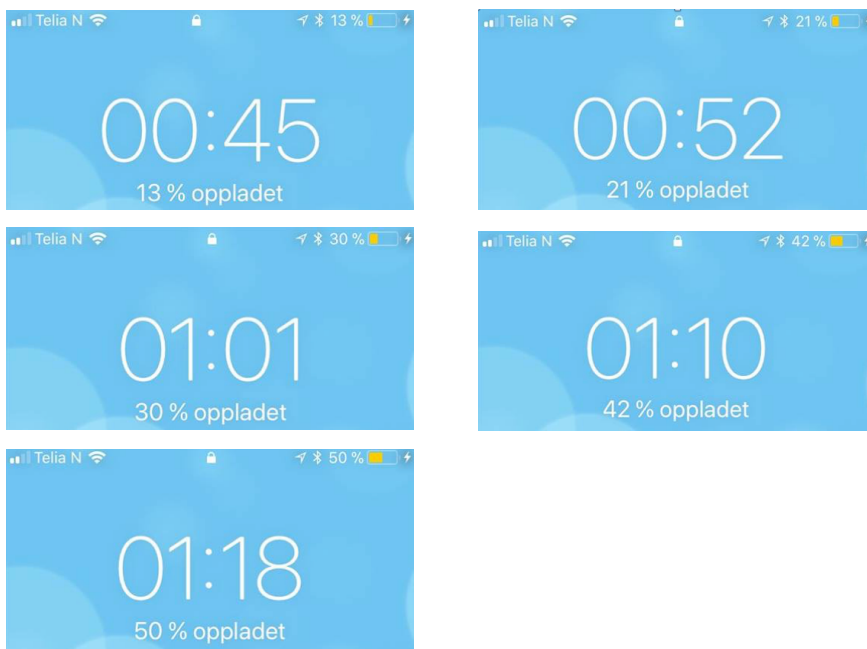 Telia N 13 %
00:45
13 % oppladet
Telia N 21 %
00:52
21 % oppladet
Telia N 30 %
01:01
30 % oppladet
Telia N 42 %
01:10
42 % oppladet
Telia N 50 %
01:18
50 % oppladet